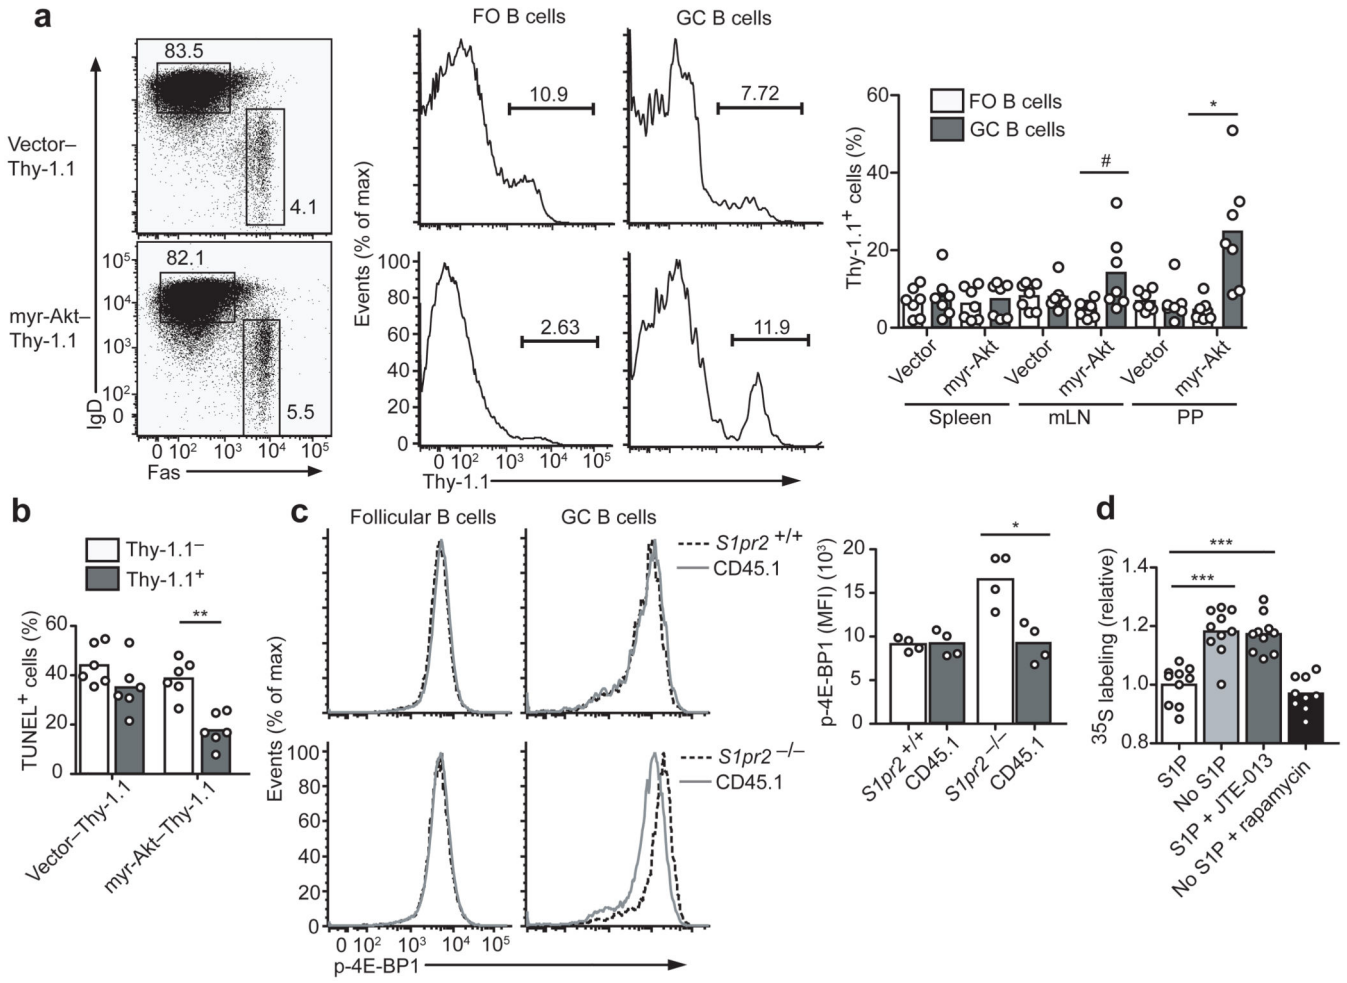 a
FO B cells
GC B cells
83.5
4.1
Vector–
Thy-1.1
10.9
7.72
82.1
5.5
myr-Akt–
Thy-1.1
10⁵
10⁴
10³
10²
0
IgD
0 10² 10³ 10⁴ 10⁵
Fas
Events (% of max)
100
80
60
40
20
0
2.63
11.9
0 10² 10³ 10⁴ 10⁵
Thy-1.1
Thy-1.1⁺ cells (%)
60
40
20
0
FO B cells
GC B cells
#
*
Vector
myr-Akt
Vector
myr-Akt
Vector
myr-Akt
Spleen
mLN
PP
b
Thy-1.1–
Thy-1.1+
TUNEL⁺ cells (%)
60
40
20
0
**
Vector–Thy-1.1
myr-Akt–Thy-1.1
c
Follicular B cells
GC B cells
S1pr2 +/+
CD45.1
Events (% of max)
S1pr2 –/–
CD45.1
100
80
60
40
20
0
0 10² 10³ 10⁴ 10⁵
p-4E-BP1
p-4E-BP1 (MFI) (10³)
20
15
10
5
0
*
S1pr2 +/+
CD45.1
S1pr2 –/–
CD45.1
d
³⁵S labeling (relative)
1.4
1.2
1.0
0.8
***
***
S1P
No S1P
S1P + JTE-013
No S1P + rapamycin